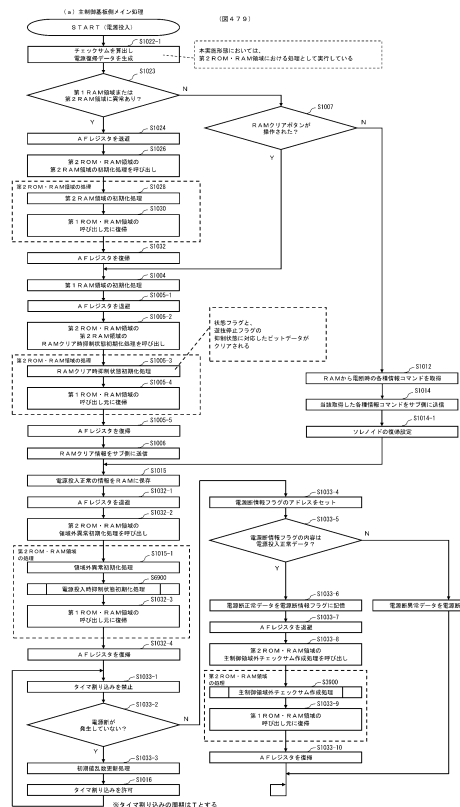 (a) 主制御基板側メイン処理
(図479)
START(電源投入)
S1022-1
チェックサムを算出し
電源復帰データを生成
本実施形態においては、
第2ROM・RAM領域における処理として実行している
S1023
第1RAM領域または
第2RAM領域に異常あり?
N
Y
S1007
RAMクリアボタンが
操作された?
N
Y
S1024
AFレジスタを退避
S1026
第2ROM・RAM領域の
第2RAM領域の初期化処理を呼び出し
第2ROM・RAM領域の処理
S1028
第2RAM領域の初期化処理
S1030
第1ROM・RAM領域の
呼び出し元に復帰
S1032
AFレジスタを復帰
S1004
第1RAM領域の初期化処理
S1005-1
AFレジスタを退避
S1005-2
第2ROM・RAM領域の
第2RAM領域の
RAMクリア時抑制状態初期処理を呼び出し
状態フラグと、
遊技停止フラグの
抑制状態に対応したビットデータが
クリアされる
第2ROM・RAM領域の処理
S1005-3
RAMクリア時抑制状態初期化処理
S1005-4
第1ROM・RAM領域の
呼び出し元に復帰
S1005-5
AFレジスタを復帰
S1006
RAMクリア情報をサブ側に送信
S1012
RAMから電断時の各種情報コマンドを取得
S1014
当該取得した各種情報コマンドをサブ側に送信
S1014-1
ソレノイドの復帰設定
S1015
電源投入正常の情報をRAMに保存
S1032-1
AFレジスタを退避
S1032-2
第2ROM・RAM領域の
領域外異常初期化処理を呼び出し
第2ROM・RAM領域
の処理
S1015-1
領域外異常初期化処理
S6900
電源投入時抑制状態初期化処理
S1032-3
第1ROM・RAM領域の
呼び出し元に復帰
S1032-4
AFレジスタを復帰
S1033-1
タイマ割り込みを禁止
S1033-2
電源断が
発生していない?
N
Y
S1033-3
初期値乱数更新処理
S1016
タイマ割り込みを許可
※タイマ割り込みの周期はTとする
S1033-4
電源断情報フラグのアドレスをセット
S1033-5
電源断情報フラグの内容は
電源投入正常データ?
N
Y
S1033-6
電源断正常データを電源断情報フラグに記憶
電源断異常データを電源断
S1033-7
AFレジスタを退避
S1033-8
第2ROM・RAM領域の
主制御領域外チェックサム作成処理を呼び出し
第2ROM・RAM領域
の処理
S3900
主制御領域外チェックサム作成処理
S1033-9
第1ROM・RAM領域の
呼び出し元に復帰
S1033-10
AFレジスタを復帰